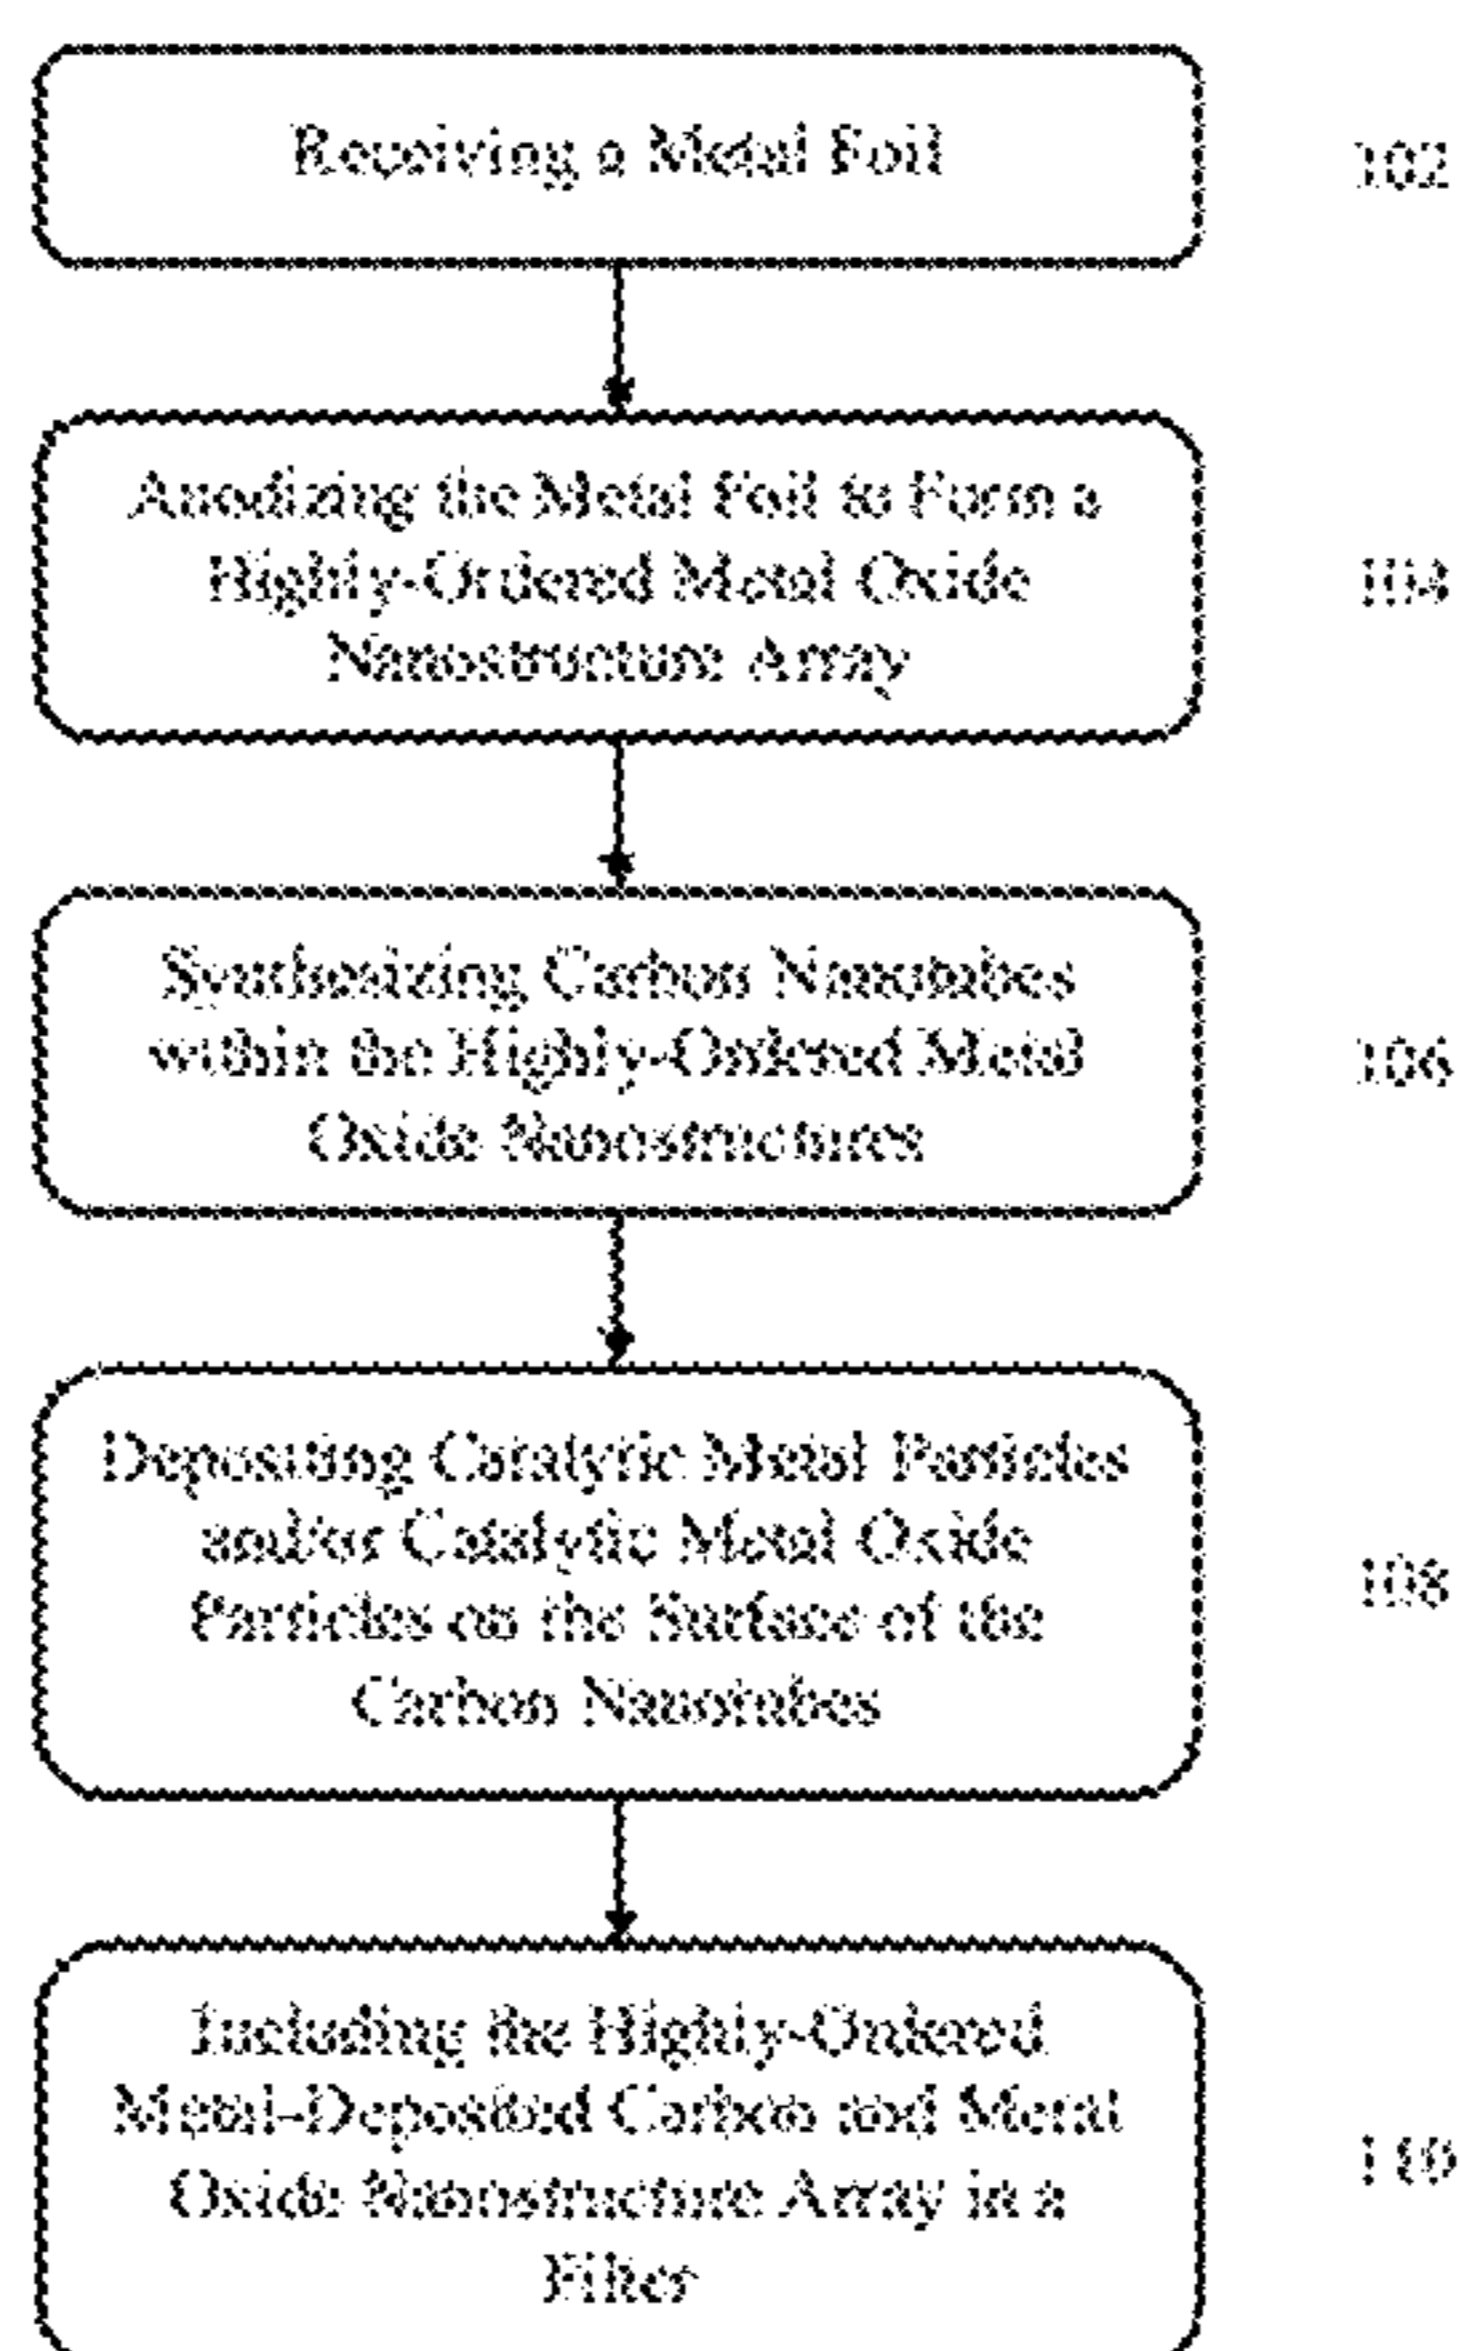 Receiving a Metal Foil
102
Anodizing the Metal Foil to Form a
Highly-Ordered Metal Oxide
Nanostructure Array
104
Synthesizing Carbon Nanotubes
within the Highly-Ordered Metal
Oxide Nanostructures
106
Depositing Catalytic Metal Particles
and/or Catalytic Metal Oxide
Particles on the Surface of the
Carbon Nanotubes
108
Including the Highly-Ordered
Metal-Deposited Carbon and Metal
Oxide Nanostructure Array in a
Filter
110